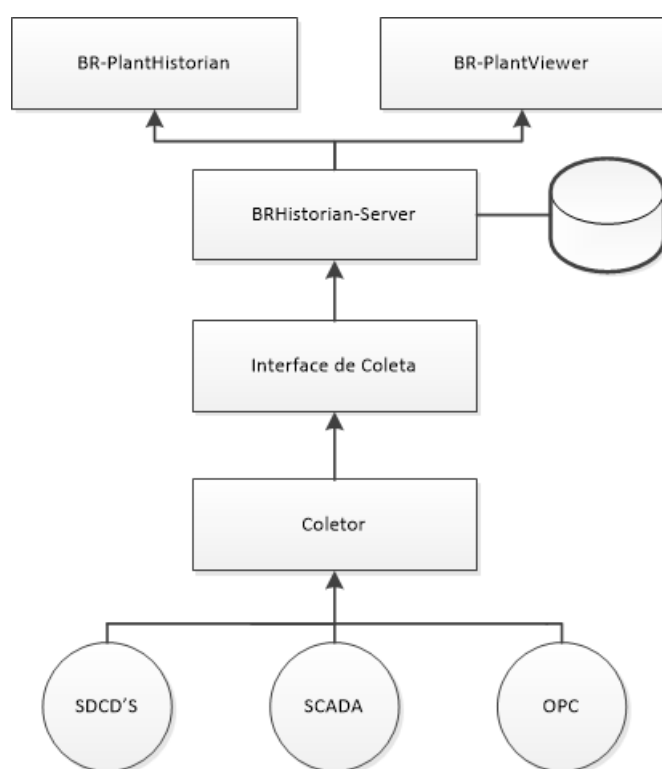 BR-PlantHistorian
BR-PlantViewer
BRHistorian-Server
Interface de Coleta
Coletor
SDCD'S
SCADA
OPC